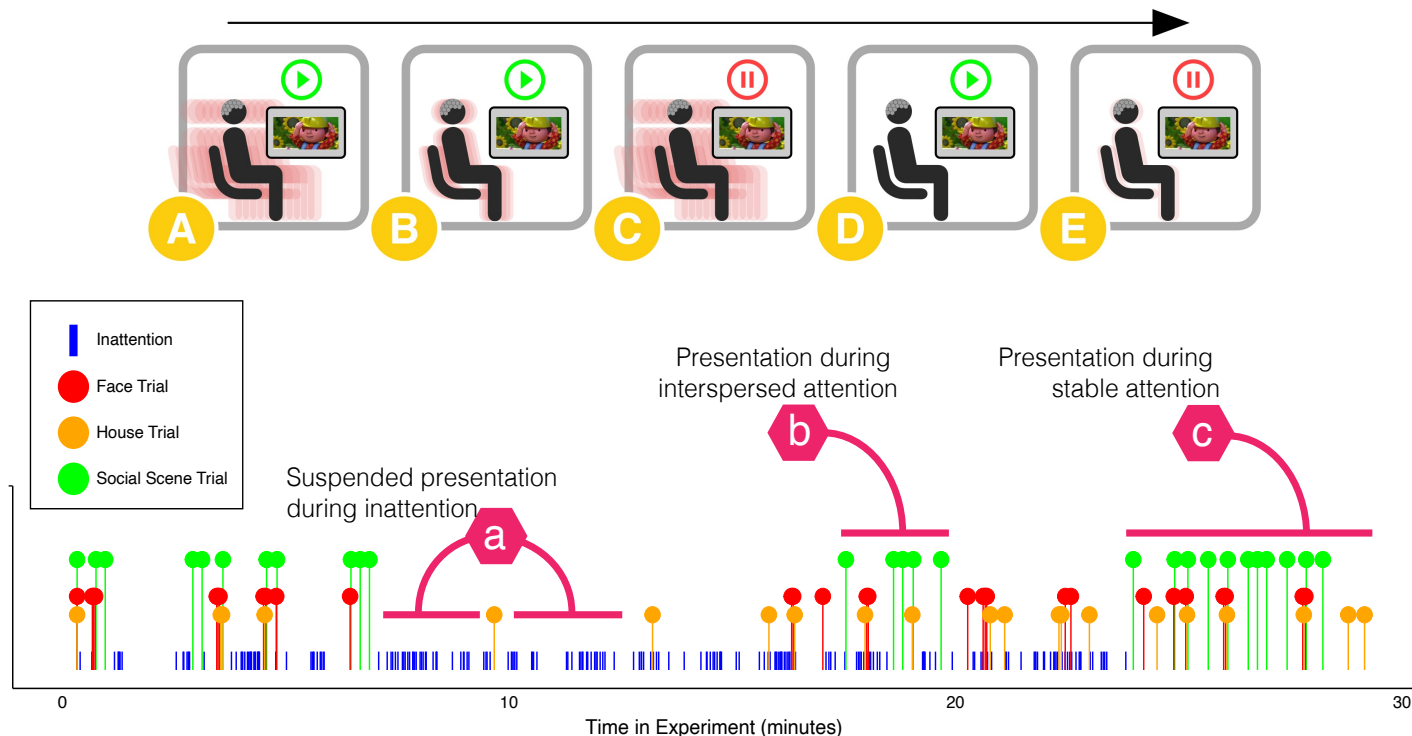 A
B
C
D
E
Inattention
Face Trial
House Trial
Social Scene Trial
Suspended presentation
during inattention
a
Presentation during
interspersed attention
b
Presentation during
stable attention
c
0
10
20
30
Time in Experiment (minutes)